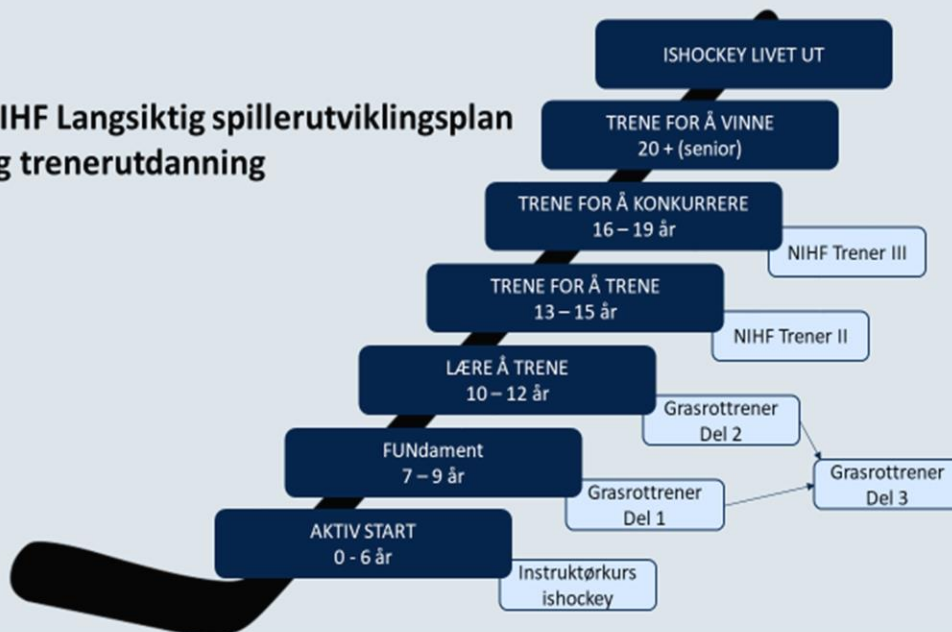 IHF Langsiktig spillerutviklingsplan
g trenerutdanning
ISHOCKEY LIVET UT
TRENE FOR Å VINNE
20 + (senior)
TRENE FOR Å KONKURRERE
16 – 19 år
NIHF Trener III
TRENE FOR Å TRENE
13 – 15 år
NIHF Trener II
LÆRE Å TRENE
10 – 12 år
Grasrottrener
Del 2
FUNdament
7 – 9 år
Grasrottrener
Del 1
Grasrottrener
Del 3
AKTIV START
0 - 6 år
Instruktørkurs
ishockey